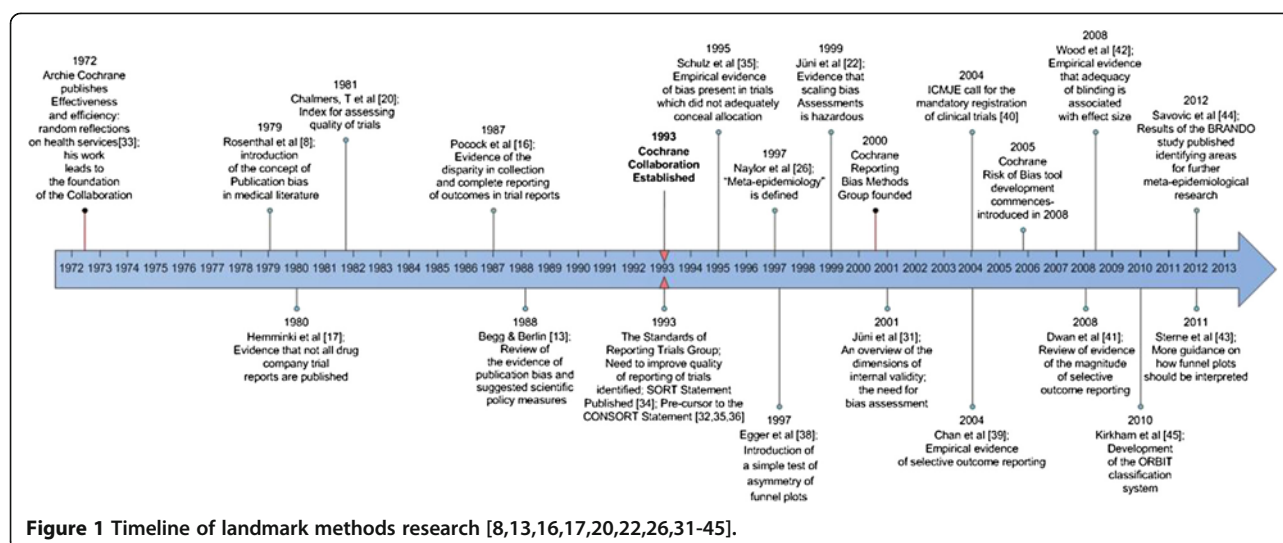 1972
Archie Cochrane
publishes
Effectiveness
and efficiency:
random reflections
on health services[33];
his work
leads to
the foundation
of the Collaboration
1979
Rosenthal et al [8];
introduction
of the concept of
Publication bias
in medical literature
1981
Chalmers, T et al [20];
Index for assessing
quality of trials
1987
Pocock et al [16];
Evidence of the
disparity in collection
and complete reporting
of outcomes in trial reports
1995
Schulz et al [35];
Empirical evidence
of bias present in trials
which did not adequately
conceal allocation
1993
Cochrane
Collaboration
Established
1997
Naylor et al [26];
“Meta-epidemiology”
is defined
1999
Jüni et al [22];
Evidence that
scaling bias
Assessments
is hazardous
2000
Cochrane
Reporting
Bias Methods
Group founded
2004
ICMJE call for the
mandatory registration
of clinical trials [40]
2005
Cochrane
Risk of Bias tool
development
commences-
introduced in 2008
2008
Wood et al [42];
Empirical evidence
that adequacy
of blinding is
associated
with effect size
2012
Savovic et al [44];
Results of the BRANDO
study published
identifying areas
for further
meta-epidemiological
research
1972 1973 1974 1975 1976 1977 1978 1979 1980 1981 1982 1983 1984 1985 1986 1987 1988 1989 1990 1991 1992 1993 1994 1995 1996 1997 1998 1999 2000 2001 2002 2003 2004 2005 2006 2007 2008 2009 2010 2011 2012 2013
1980
Hemminki et al [17];
Evidence that not all drug
company trial
reports are published
1988
Begg & Berlin [13];
Review of
the evidence of
publication bias and
suggested scientific
policy measures
1993
The Standards of
Reporting Trials Group;
Need to improve quality
of reporting of trials
identified; SORT Statement
Published [34]; Pre-cursor to the
CONSORT Statement [32,35,36]
1997
Egger et al [38];
Introduction of
a simple test of
asymmetry of
funnel plots
2001
Jüni et al [31];
An overview of the
dimensions of
internal validity;
the need for
bias assessment
2004
Chan et al [39];
Empirical evidence
of selective outcome reporting
2008
Dwan et al [41];
Review of evidence
of the magnitude
of selective
outcome reporting
2010
Kirkham et al [45];
Development
of the ORBIT
classification
system
2011
Sterne et al [43];
More guidance on
how funnel plots
should be interpreted
Figure 1 Timeline of landmark methods research [8,13,16,17,20,22,26,31-45].